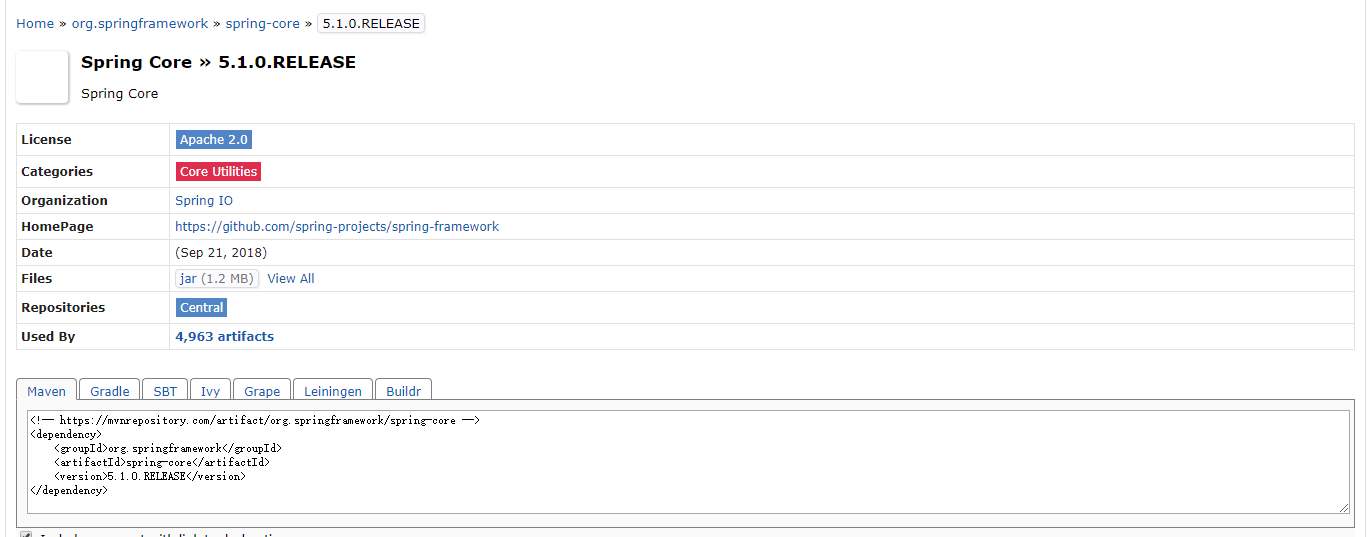 Home » org.springframework » spring-core » 5.1.0.RELEASE
Spring Core » 5.1.0.RELEASE
Spring Core
License Apache 2.0
Categories Core Utilities
Organization Spring IO
HomePage https://github.com/spring-projects/spring-framework
Date (Sep 21, 2018)
Files jar (1.2 MB) View All
Repositories Central
Used By 4,963 artifacts
Maven Gradle SBT Ivy Grape Leiningen Buildr
<!-- https://mvnrepository.com/artifact/org.springframework/spring-core -->
<dependency>
    <groupId>org.springframework</groupId>
    <artifactId>spring-core</artifactId>
    <version>5.1.0.RELEASE</version>
</dependency>